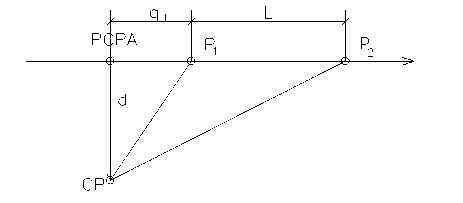 q₁ L
PCPA P₁ P₂
d
CP